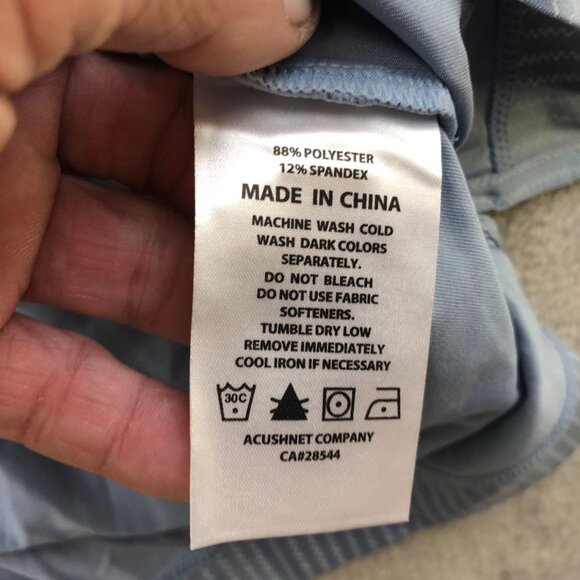 88% POLYESTER
12% SPANDEX
MADE IN CHINA
MACHINE WASH COLD
WASH DARK COLORS
SEPARATELY.
DO NOT BLEACH
DO NOT USE FABRIC
SOFTENERS.
TUMBLE DRY LOW
REMOVE IMMEDIATELY
COOL IRON IF NECESSARY
30C
ACUSHNET COMPANY
CA#28544